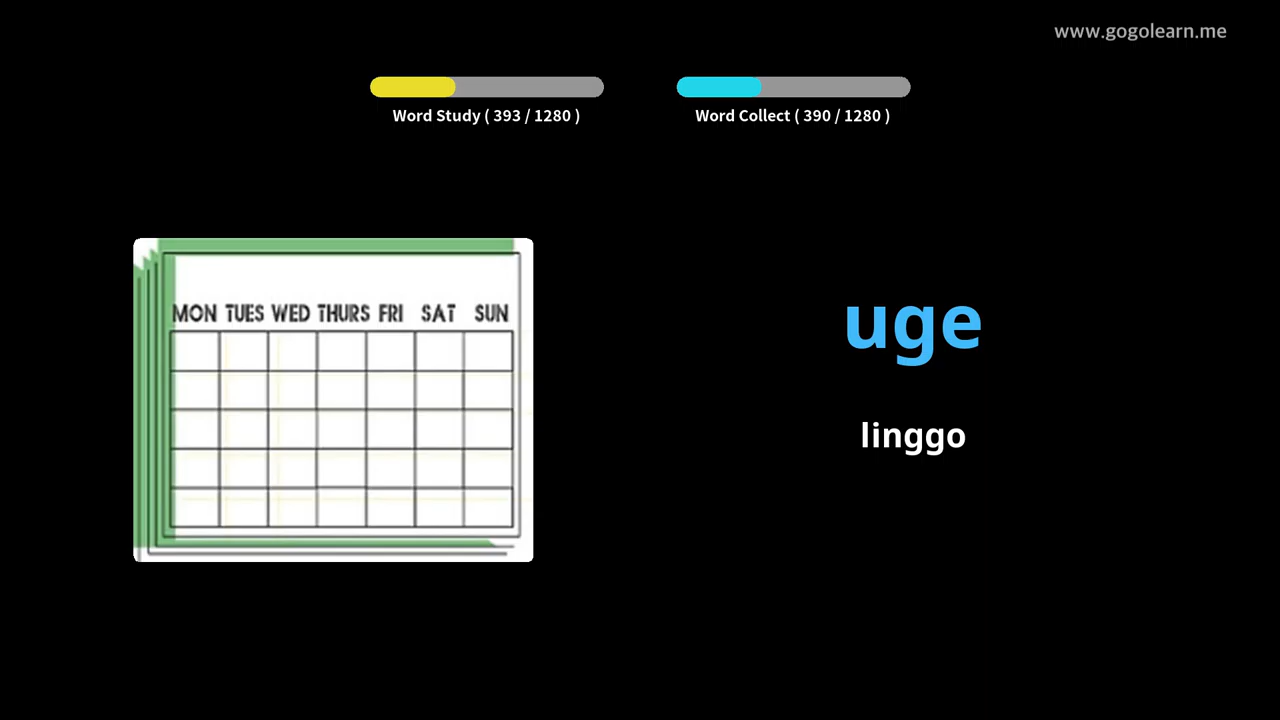 www.gogolearn.me
Word Study ( 393 / 1280 )
Word Collect ( 390 / 1280 )
MON TUES WED THURS FRI SAT SUN
uge
linggo